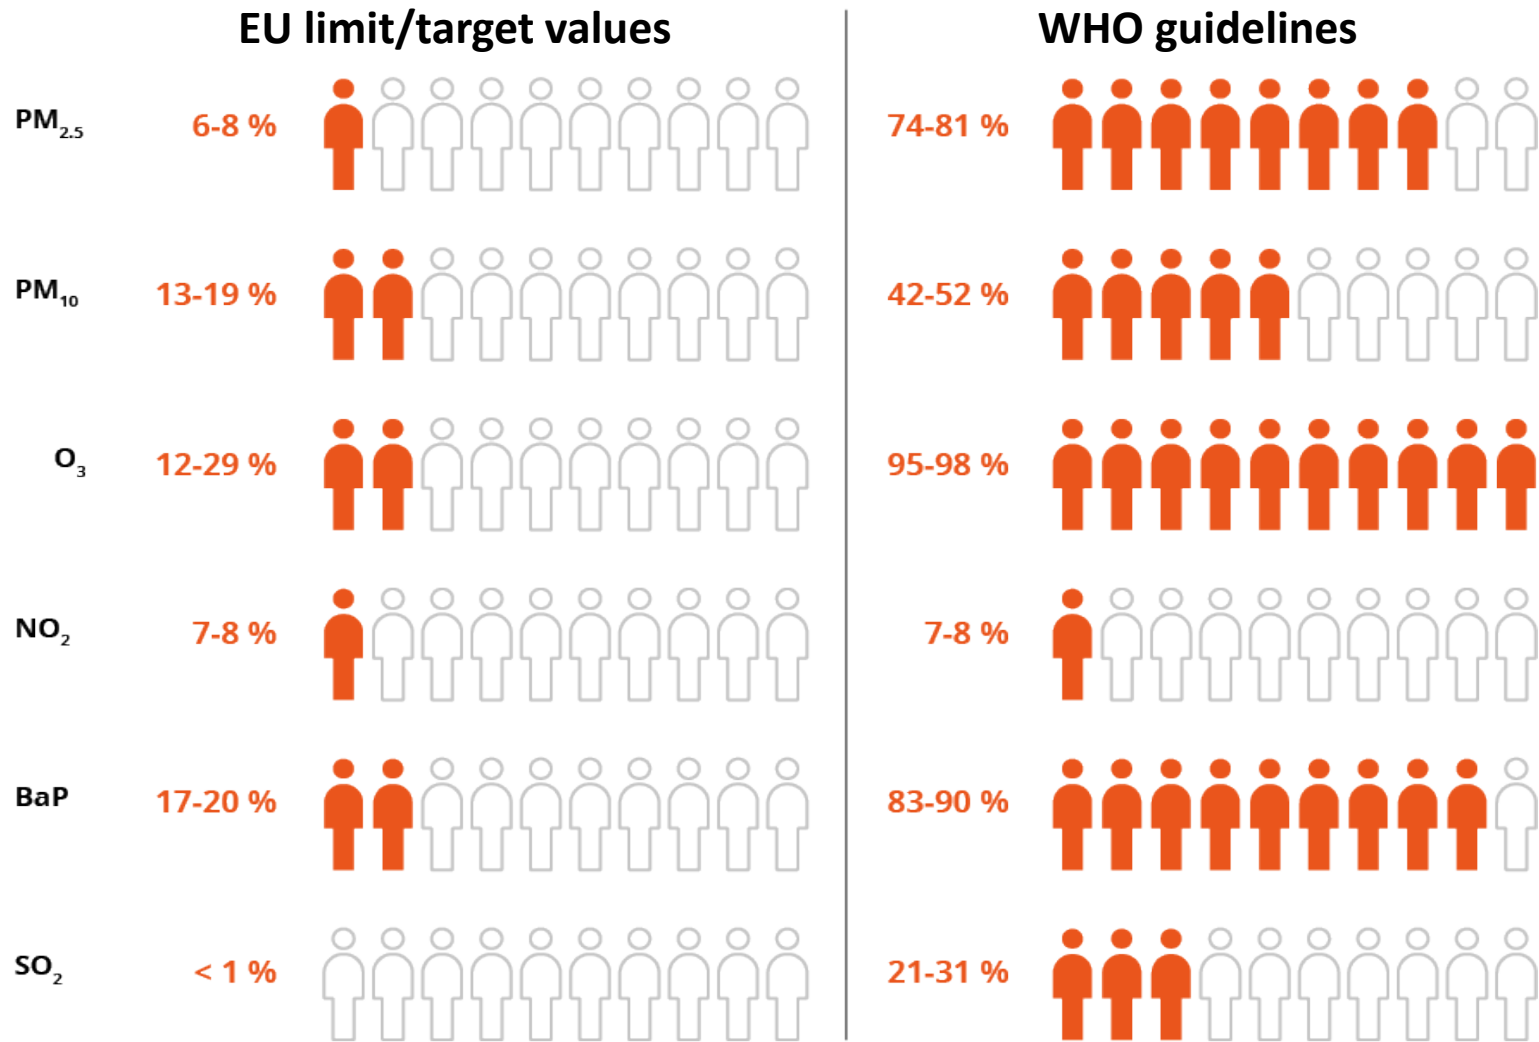 EU limit/target values WHO guidelines
PM2.5 6-8 % 74-81 %
PM10 13-19 % 42-52 %
O3 12-29 % 95-98 %
NO2 7-8 % 7-8 %
BaP 17-20 % 83-90 %
SO2 < 1 % 21-31 %